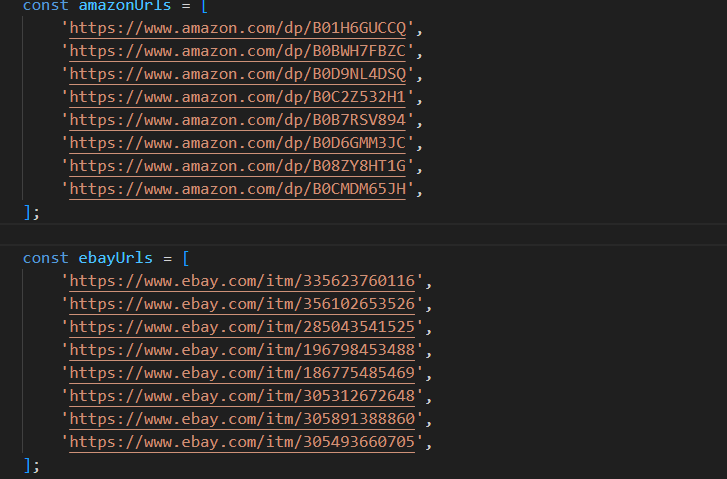 const amazonUrls = [
'https://www.amazon.com/dp/B01H6GUCCQ',
'https://www.amazon.com/dp/B0BWH7FBZC',
'https://www.amazon.com/dp/B0D9NL4DSQ',
'https://www.amazon.com/dp/B0C2Z532H1',
'https://www.amazon.com/dp/B0B7RSV894',
'https://www.amazon.com/dp/B0D6GMM3JC',
'https://www.amazon.com/dp/B08ZY8HT1G',
'https://www.amazon.com/dp/B0CMDM65JH',
];
const ebayUrls = [
'https://www.ebay.com/itm/335623760116',
'https://www.ebay.com/itm/356102653526',
'https://www.ebay.com/itm/285043541525',
'https://www.ebay.com/itm/196798453488',
'https://www.ebay.com/itm/186775485469',
'https://www.ebay.com/itm/305312672648',
'https://www.ebay.com/itm/305891388860',
'https://www.ebay.com/itm/305493660705',
];